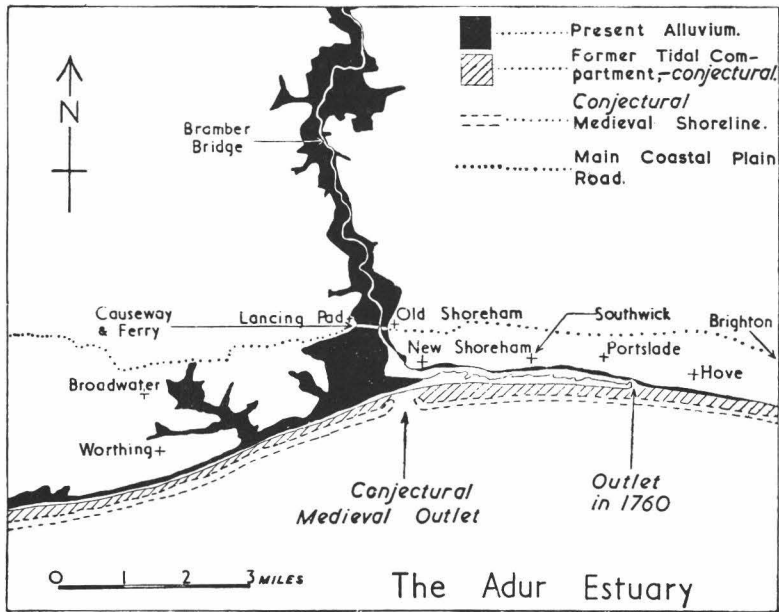 Present Alluvium.
Former Tidal Com-
partment,-conjectural.
Conjectural
Medieval Shoreline.
Main Coastal Plain
Road.
N
Bramber
Bridge
Causeway
& Ferry
Lancing Pad
Old Shoreham
Southwick
Brighton
New Shoreham
Portslade
Hove
Broadwater
Worthing
Conjectural
Medieval Outlet
Outlet
in 1760
0 1 2 3 MILES
The Adur Estuary